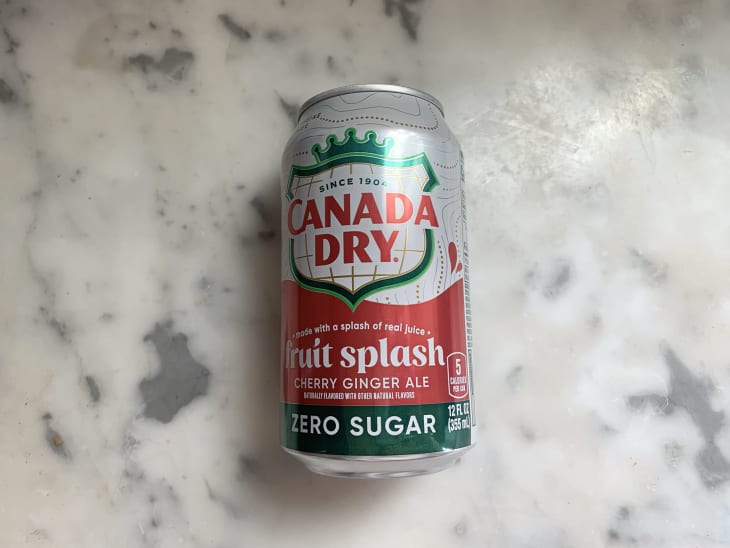 SINCE 1904
CANADA
DRY.
• made with a splash of real juice •
fruit splash
CHERRY GINGER ALE
NATURALLY FLAVORED WITH OTHER NATURAL FLAVORS
5
CALORIES
PER CAN
ZERO SUGAR
12 FL OZ
(355 mL)